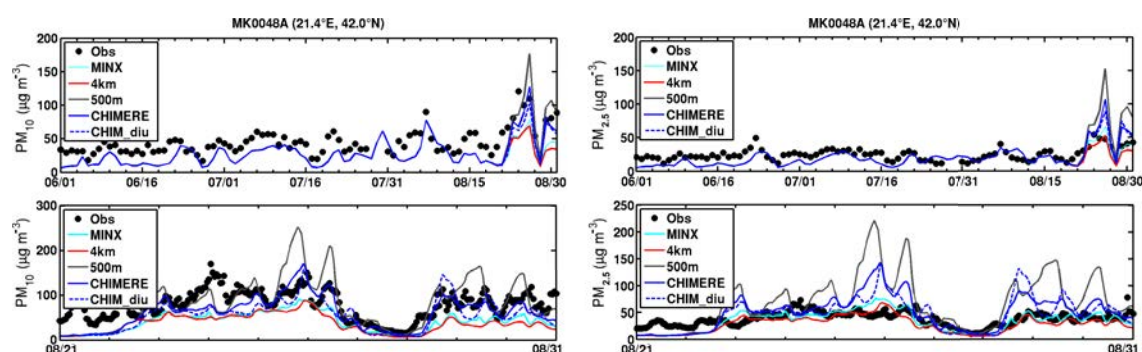 MK0048A (21.4°E, 42.0°N)
PM10 (µg m-3)
200
150
100
50
0
Obs
MINX
4km
500m
CHIMERE
CHIM_diu
06/01 06/16 07/01 07/16 07/31 08/15 08/30
MK0048A (21.4°E, 42.0°N)
PM2.5 (µg m-3)
200
150
100
50
0
Obs
MINX
4km
500m
CHIMERE
CHIM_diu
06/01 06/16 07/01 07/16 07/31 08/15 08/30
PM10 (µg m-3)
300
200
100
0
Obs
MINX
4km
500m
CHIMERE
CHIM_diu
08/21 08/31
PM2.5 (µg m-3)
250
200
150
100
50
0
Obs
MINX
4km
500m
CHIMERE
CHIM_diu
08/21 08/31